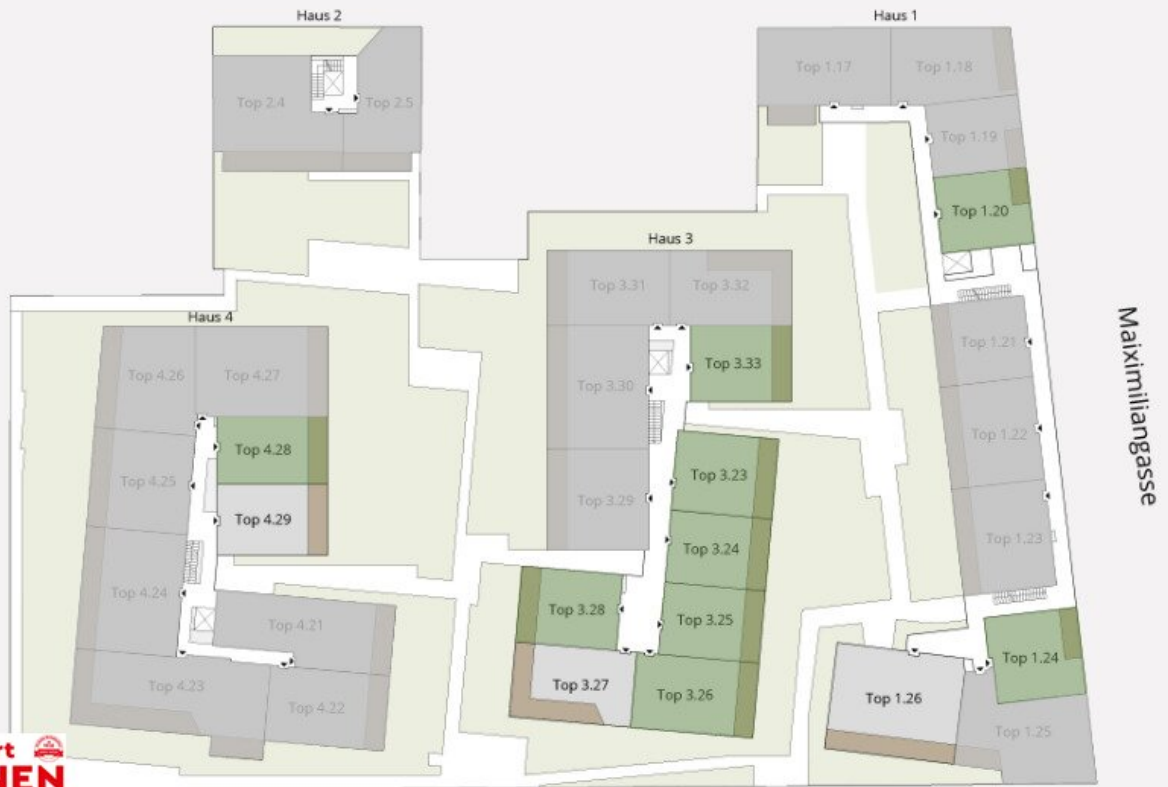 Haus 2
Haus 1
Top 1.17
Top 1.18
Top 2.4
Top 2.5
Top 1.19
Top 1.20
Haus 3
Top 3.31
Top 3.32
Haus 4
Maiximiliangasse
Top 1.21
Top 4.26
Top 4.27
Top 3.30
Top 3.33
Top 1.22
Top 4.28
Top 4.25
Top 3.23
Top 4.29
Top 3.29
Top 3.24
Top 1.23
Top 4.24
Top 3.28
Top 3.25
Top 4.21
Top 1.24
Top 4.23
Top 3.27
Top 3.26
Top 1.26
Top 4.22
Top 1.25